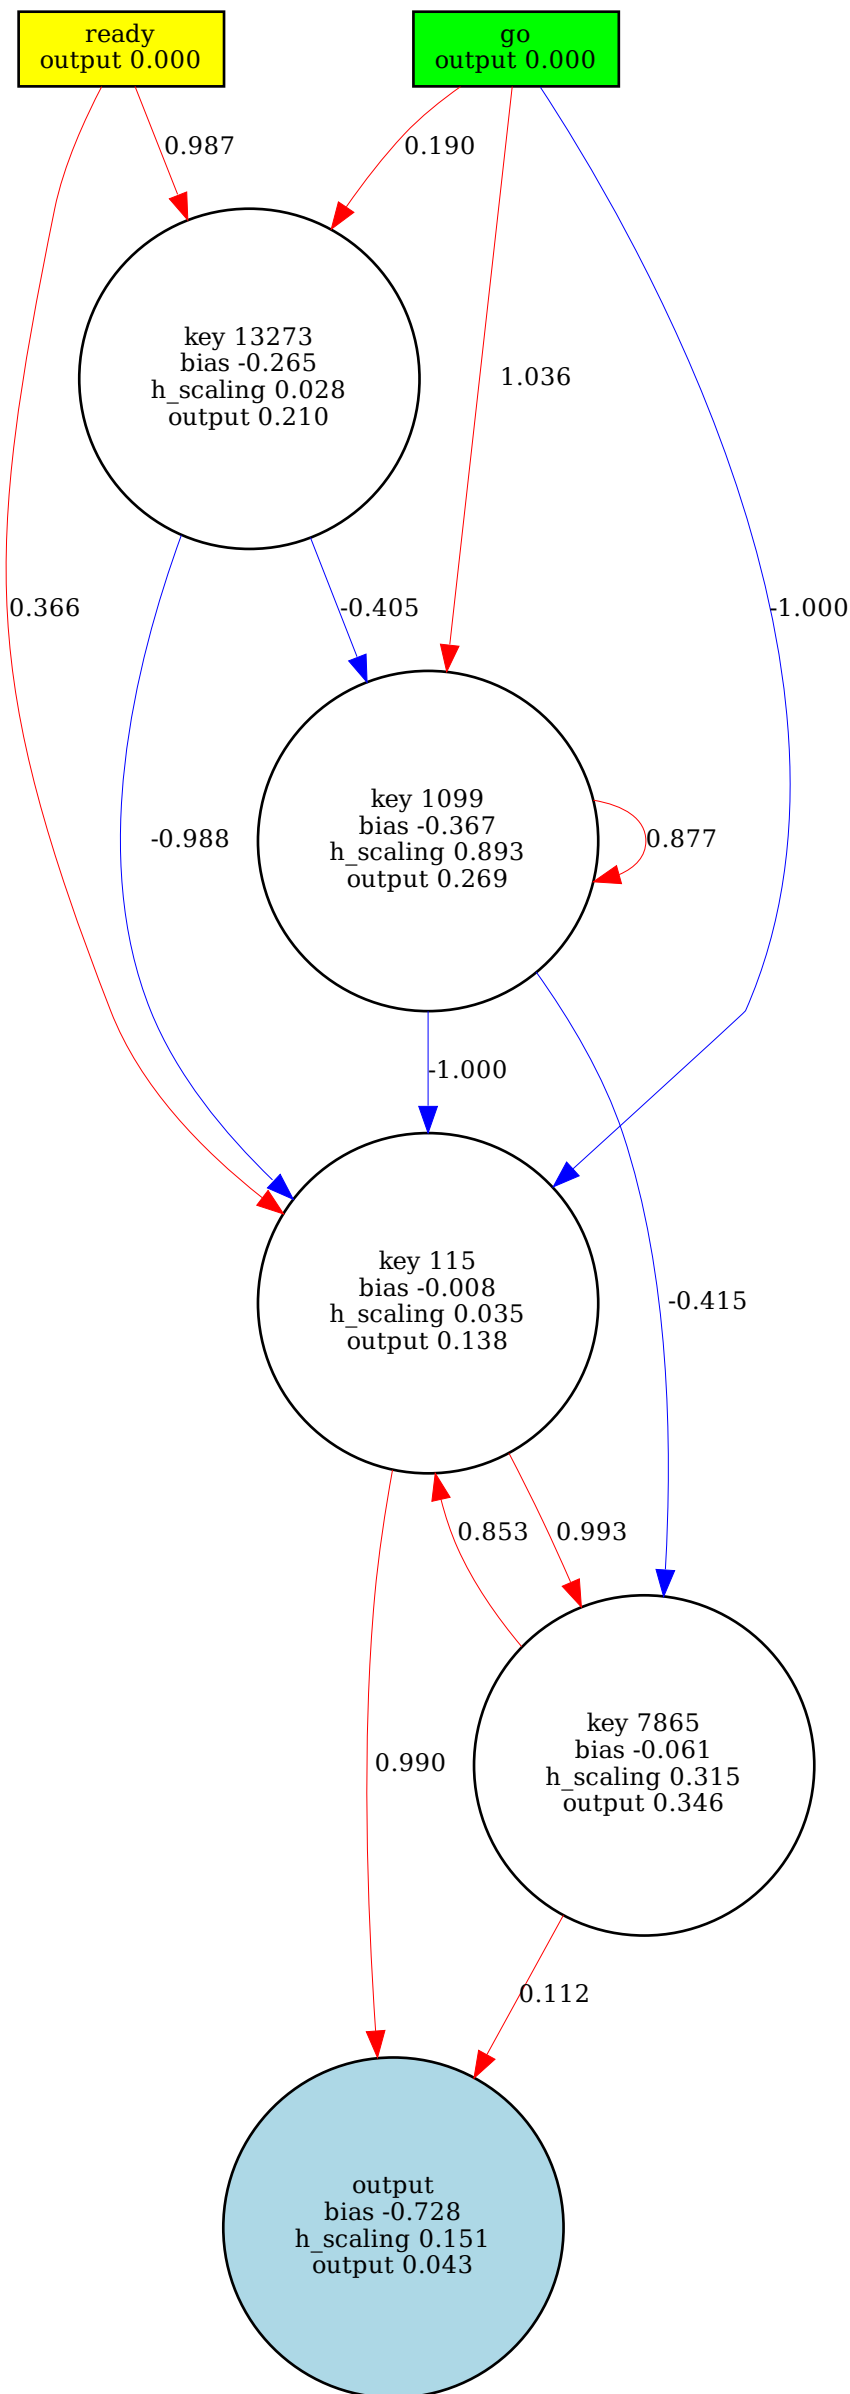 ready
output 0.000
go
output 0.000
0.987
0.190
key 13273
bias -0.265
h_scaling 0.028
output 0.210
1.036
0.366
-0.405
-1.000
key 1099
bias -0.367
h_scaling 0.893
output 0.269
-0.988
0.877
-1.000
key 115
bias -0.008
h_scaling 0.035
output 0.138
-0.415
0.853
0.993
key 7865
bias -0.061
h_scaling 0.315
output 0.346
0.990
0.112
output
bias -0.728
h_scaling 0.151
output 0.043